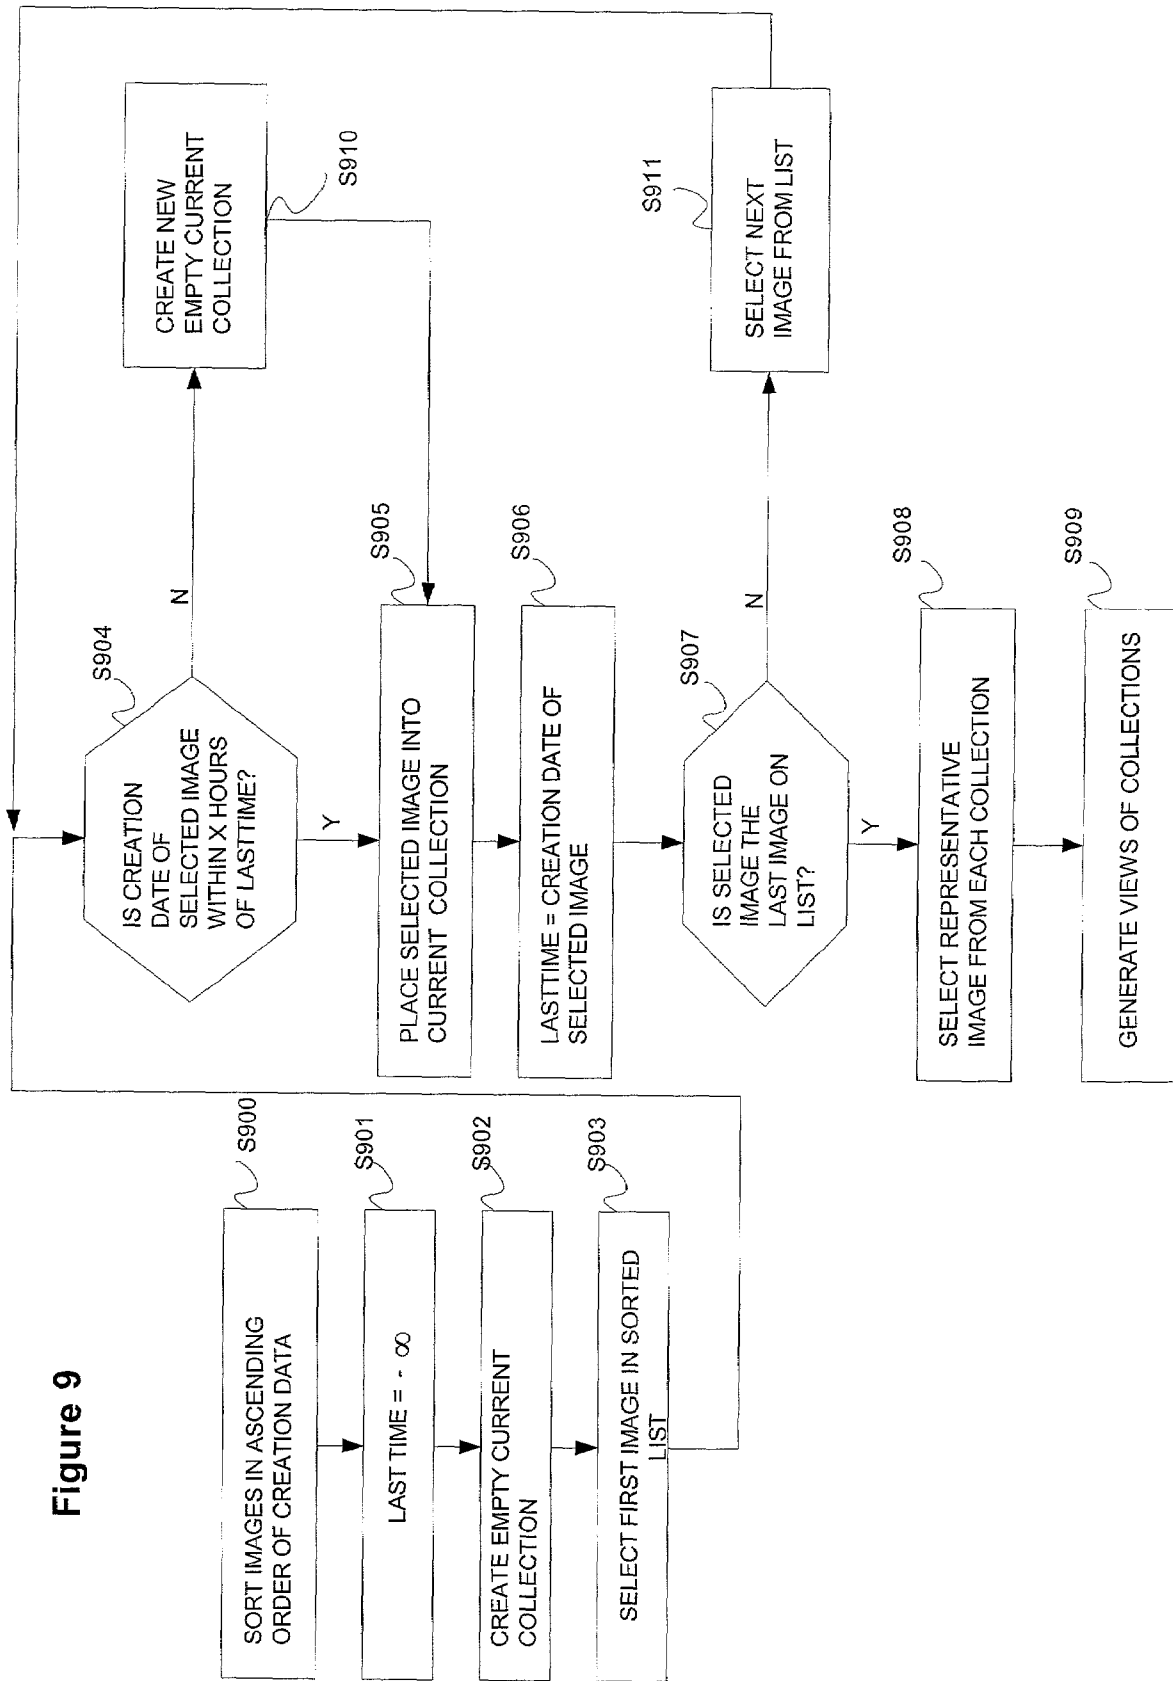 Figure 9
SORT IMAGES IN ASCENDING
ORDER OF CREATION DATA
S900
LAST TIME = - ∞
S901
CREATE EMPTY CURRENT
COLLECTION
S902
SELECT FIRST IMAGE IN SORTED
LIST
S903
IS CREATION
DATE OF
SELECTED IMAGE
WITHIN X HOURS
OF LASTTIME?
S904
N
Y
CREATE NEW
EMPTY CURRENT
COLLECTION
S910
PLACE SELECTED IMAGE INTO
CURRENT COLLECTION
S905
LASTTIME = CREATION DATE OF
SELECTED IMAGE
S906
IS SELECTED
IMAGE THE
LAST IMAGE ON
LIST?
S907
N
Y
SELECT NEXT
IMAGE FROM LIST
S911
SELECT REPRESENTATIVE
IMAGE FROM EACH COLLECTION
S908
GENERATE VIEWS OF COLLECTIONS
S909